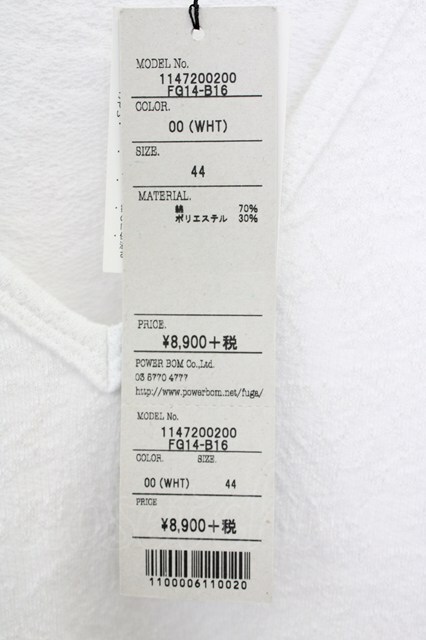 MODEL No.
1147200200
FG14-B16
COLOR.
00 (WHT)
SIZE.
44
MATERIAL.
綿 70%
ポリエステル 30%
PRICE.
¥8,900+税
POWER BOM Co.,Ltd.
03 5770 4777
http://www.powerbom.net/fuga/
MODEL No.
1147200200
FG14-B16
COLOR. SIZE.
00 (WHT) 44
PRICE
¥8,900+税
1100006110020